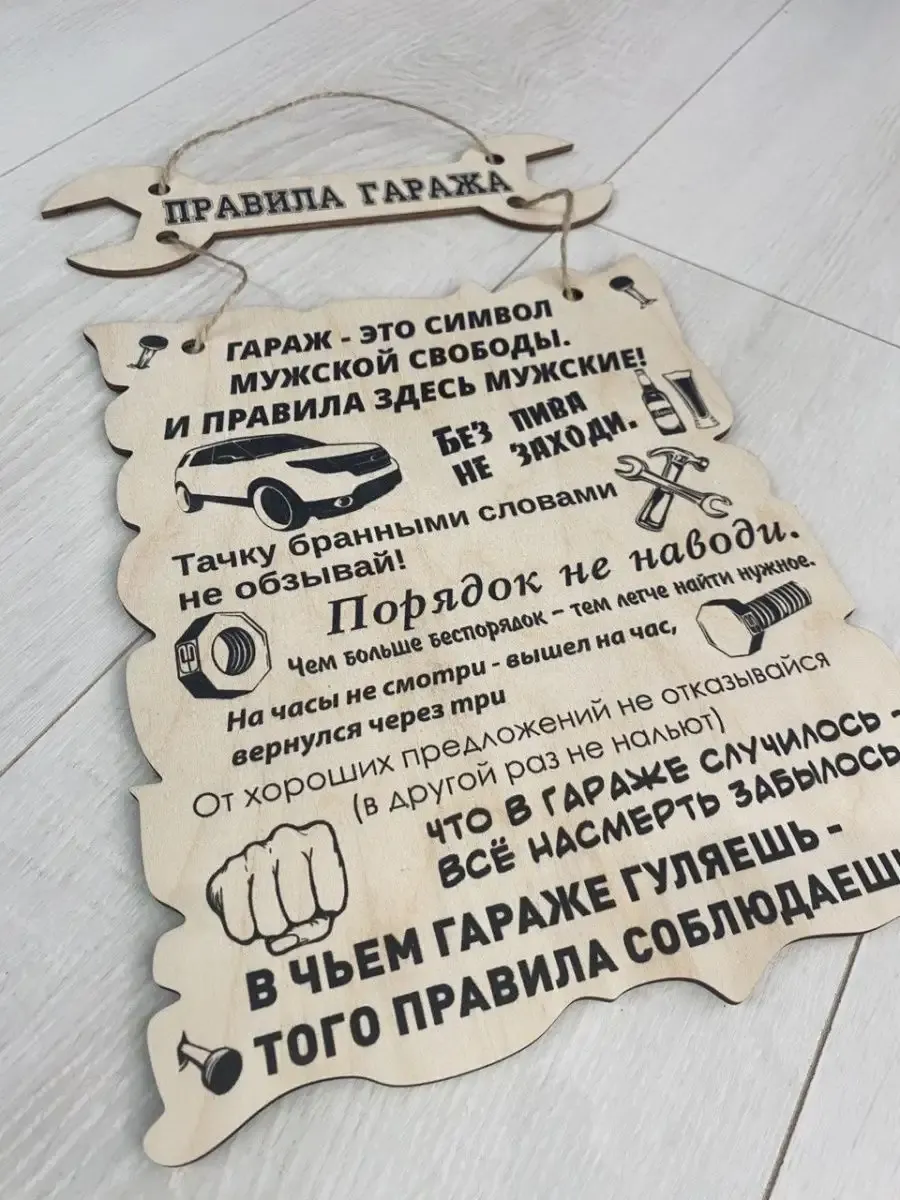 ПРАВИЛА ГАРАЖА
ГАРАЖ - ЭТО СИМВОЛ
МУЖСКОЙ СВОБОДЫ.
И ПРАВИЛА ЗДЕСЬ МУЖСКИЕ!
БЕЗ ПИВА
НЕ ЗАХОДИ.
Тачку бранными словами
не обзывай!
Порядок не наводи.
Чем больше беспорядок – тем легче найти нужное.
На часы не смотри - вышел на час,
вернулся через три
От хороших предложений не отказывайся
(в другой раз не нальют)
ЧТО В ГАРАЖЕ СЛУЧИЛОСЬ -
ВСЁ НАСМЕРТЬ ЗАБЫЛОСЬ
В ЧЬЕМ ГАРАЖЕ ГУЛЯЕШЬ -
ТОГО ПРАВИЛА СОБЛЮДАЕШЬ